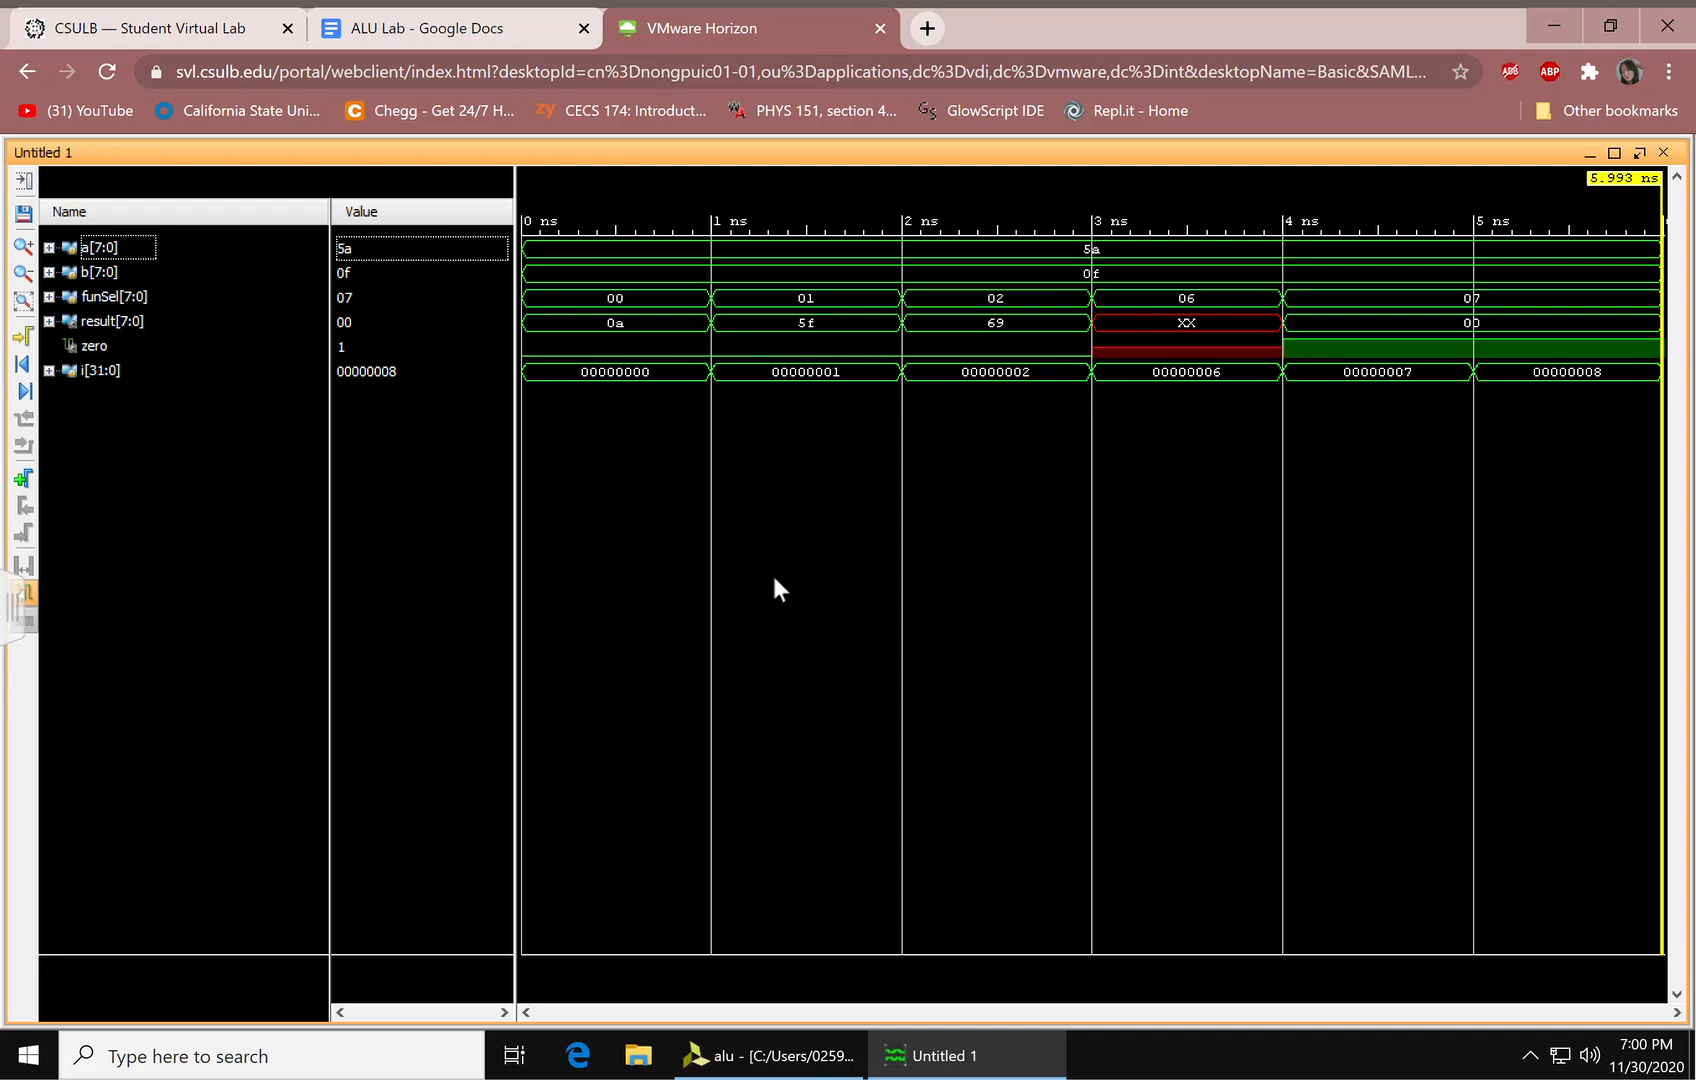 CSULB — Student Virtual Lab
ALU Lab - Google Docs
VMware Horizon
svl.csulb.edu/portal/webclient/index.html?desktopId=cn%3Dnongpuic01-01,ou%3Dapplications,dc%3Dvdi,dc%3Dvmware,dc%3Dint&desktopName=Basic&SAML...
ABP
(31) YouTube
California State Uni...
Chegg - Get 24/7 H...
CECS 174: Introduct...
PHYS 151, section 4...
GlowScript IDE
Repl.it - Home
Other bookmarks
Untitled 1
5.993 ns
Name Value
0 ns 1 ns 2 ns 3 ns 4 ns 5 ns
a[7:0] 5a 5a
b[7:0] 0f 0f
funSel[7:0] 07 00 01 02 06 07
result[7:0] 00 0a 5f 69 XX 00
zero 1
i[31:0] 00000008 00000000 00000001 00000002 00000006 00000007 00000008
Type here to search
alu - [C:/Users/0259...
Untitled 1
7:00 PM
11/30/2020